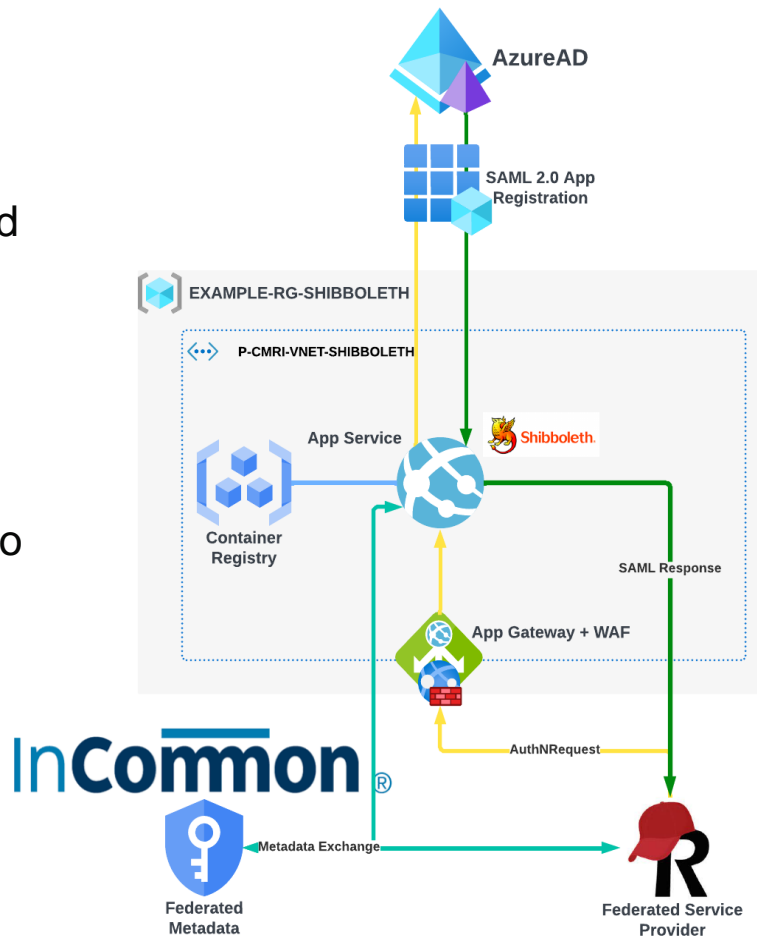 AzureAD
SAML 2.0 App
Registration
d
EXAMPLE-RG-SHIBBOLETH
P-CMRI-VNET-SHIBBOLETH
App Service
Shibboleth.
Container
Registry
o
SAML Response
App Gateway + WAF
InCommon®
AuthNRequest
Metadata Exchange
R
Federated
Metadata
Federated Service
Provider